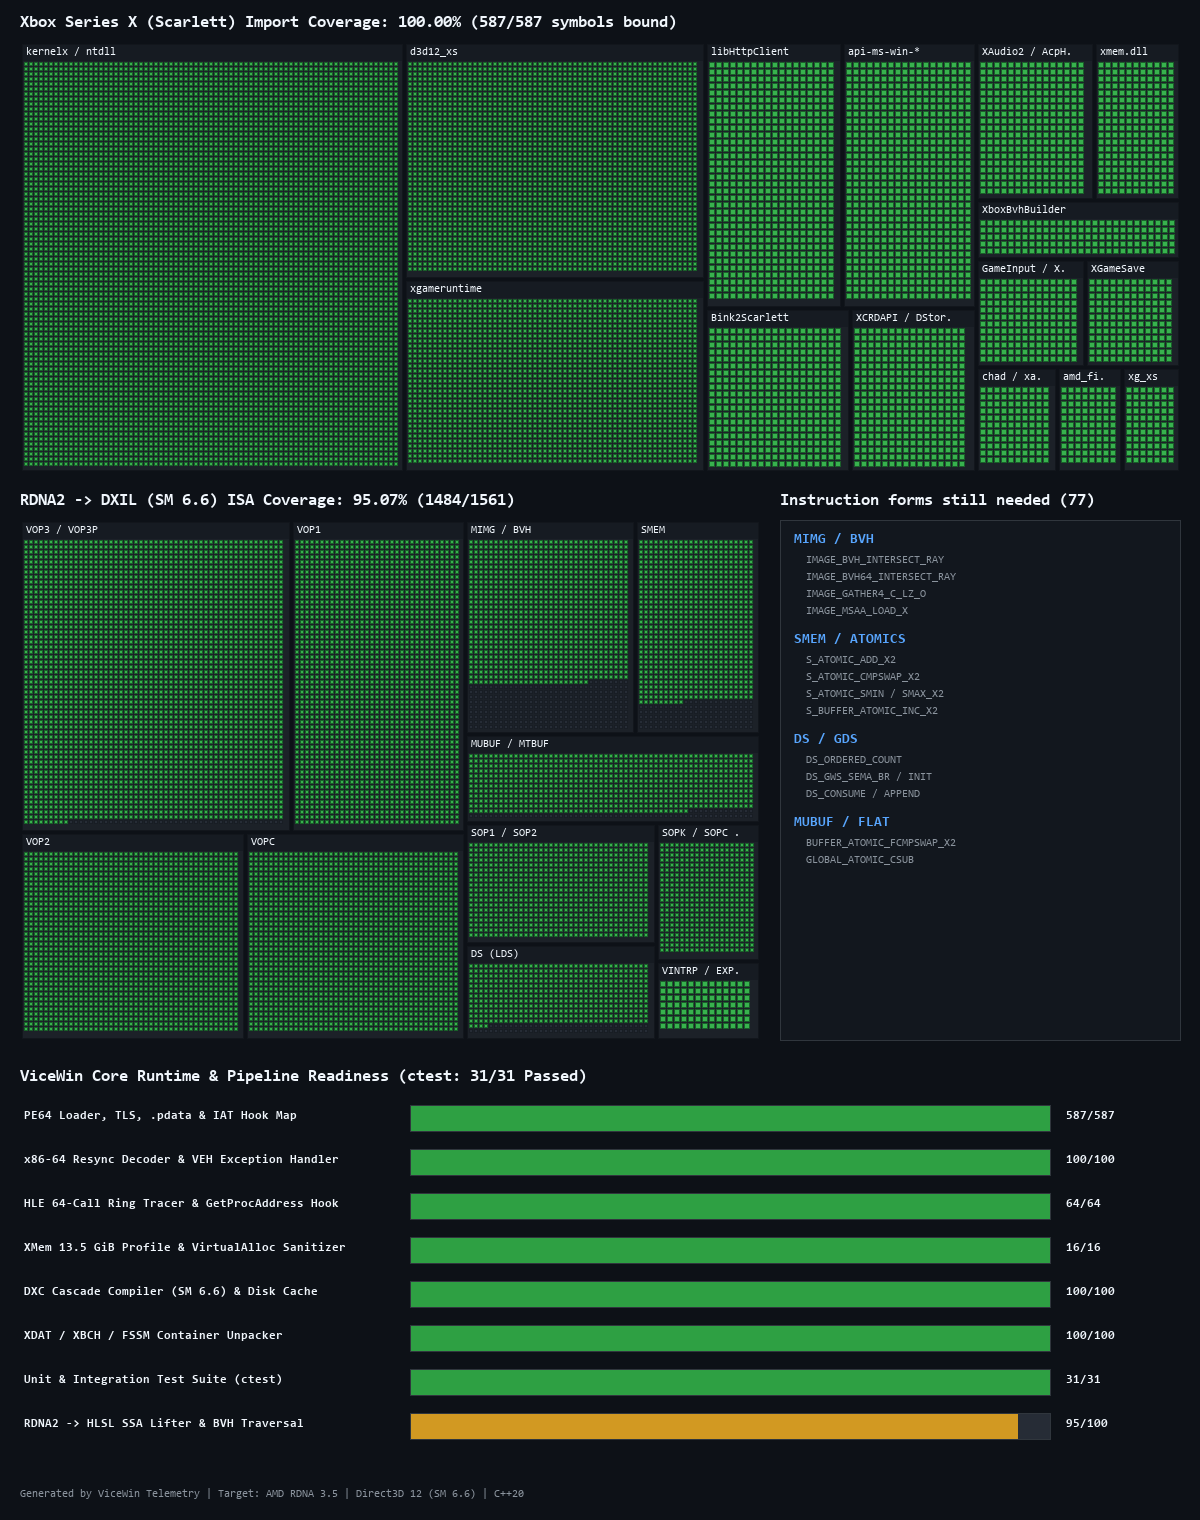 Xbox Series X (Scarlett) Import Coverage: 100.00% (587/587 symbols bound)
kernelx / ntdll
d3d12_xs
libHttpClient
api-ms-win-*
XAudio2 / AcpH.
xmem.dll
XboxBvhBuilder
GameInput / X.
XGameSave
xgameruntime
Bink2Scarlett
XCRDAPI / DStor.
chad / xa.
amd_fi.
xg_xs
RDNA2 -> DXIL (SM 6.6) ISA Coverage: 95.07% (1484/1561)
VOP3 / VOP3P
VOP1
MIMG / BVH
SMEM
MUBUF / MTBUF
VOP2
VOPC
SOP1 / SOP2
SOPK / SOPC .
DS (LDS)
VINTRP / EXP.
Instruction forms still needed (77)
MIMG / BVH
IMAGE_BVH_INTERSECT_RAY
IMAGE_BVH64_INTERSECT_RAY
IMAGE_GATHER4_C_LZ_O
IMAGE_MSAA_LOAD_X
SMEM / ATOMICS
S_ATOMIC_ADD_X2
S_ATOMIC_CMPSWAP_X2
S_ATOMIC_SMIN / SMAX_X2
S_BUFFER_ATOMIC_INC_X2
DS / GDS
DS_ORDERED_COUNT
DS_GWS_SEMA_BR / INIT
DS_CONSUME / APPEND
MUBUF / FLAT
BUFFER_ATOMIC_FCMPSWAP_X2
GLOBAL_ATOMIC_CSUB
ViceWin Core Runtime & Pipeline Readiness (ctest: 31/31 Passed)
PE64 Loader, TLS, .pdata & IAT Hook Map 587/587
x86-64 Resync Decoder & VEH Exception Handler 100/100
HLE 64-Call Ring Tracer & GetProcAddress Hook 64/64
XMem 13.5 GiB Profile & VirtualAlloc Sanitizer 16/16
DXC Cascade Compiler (SM 6.6) & Disk Cache 100/100
XDAT / XBCH / FSSM Container Unpacker 100/100
Unit & Integration Test Suite (ctest) 31/31
RDNA2 -> HLSL SSA Lifter & BVH Traversal 95/100
Generated by ViceWin Telemetry | Target: AMD RDNA 3.5 | Direct3D 12 (SM 6.6) | C++20